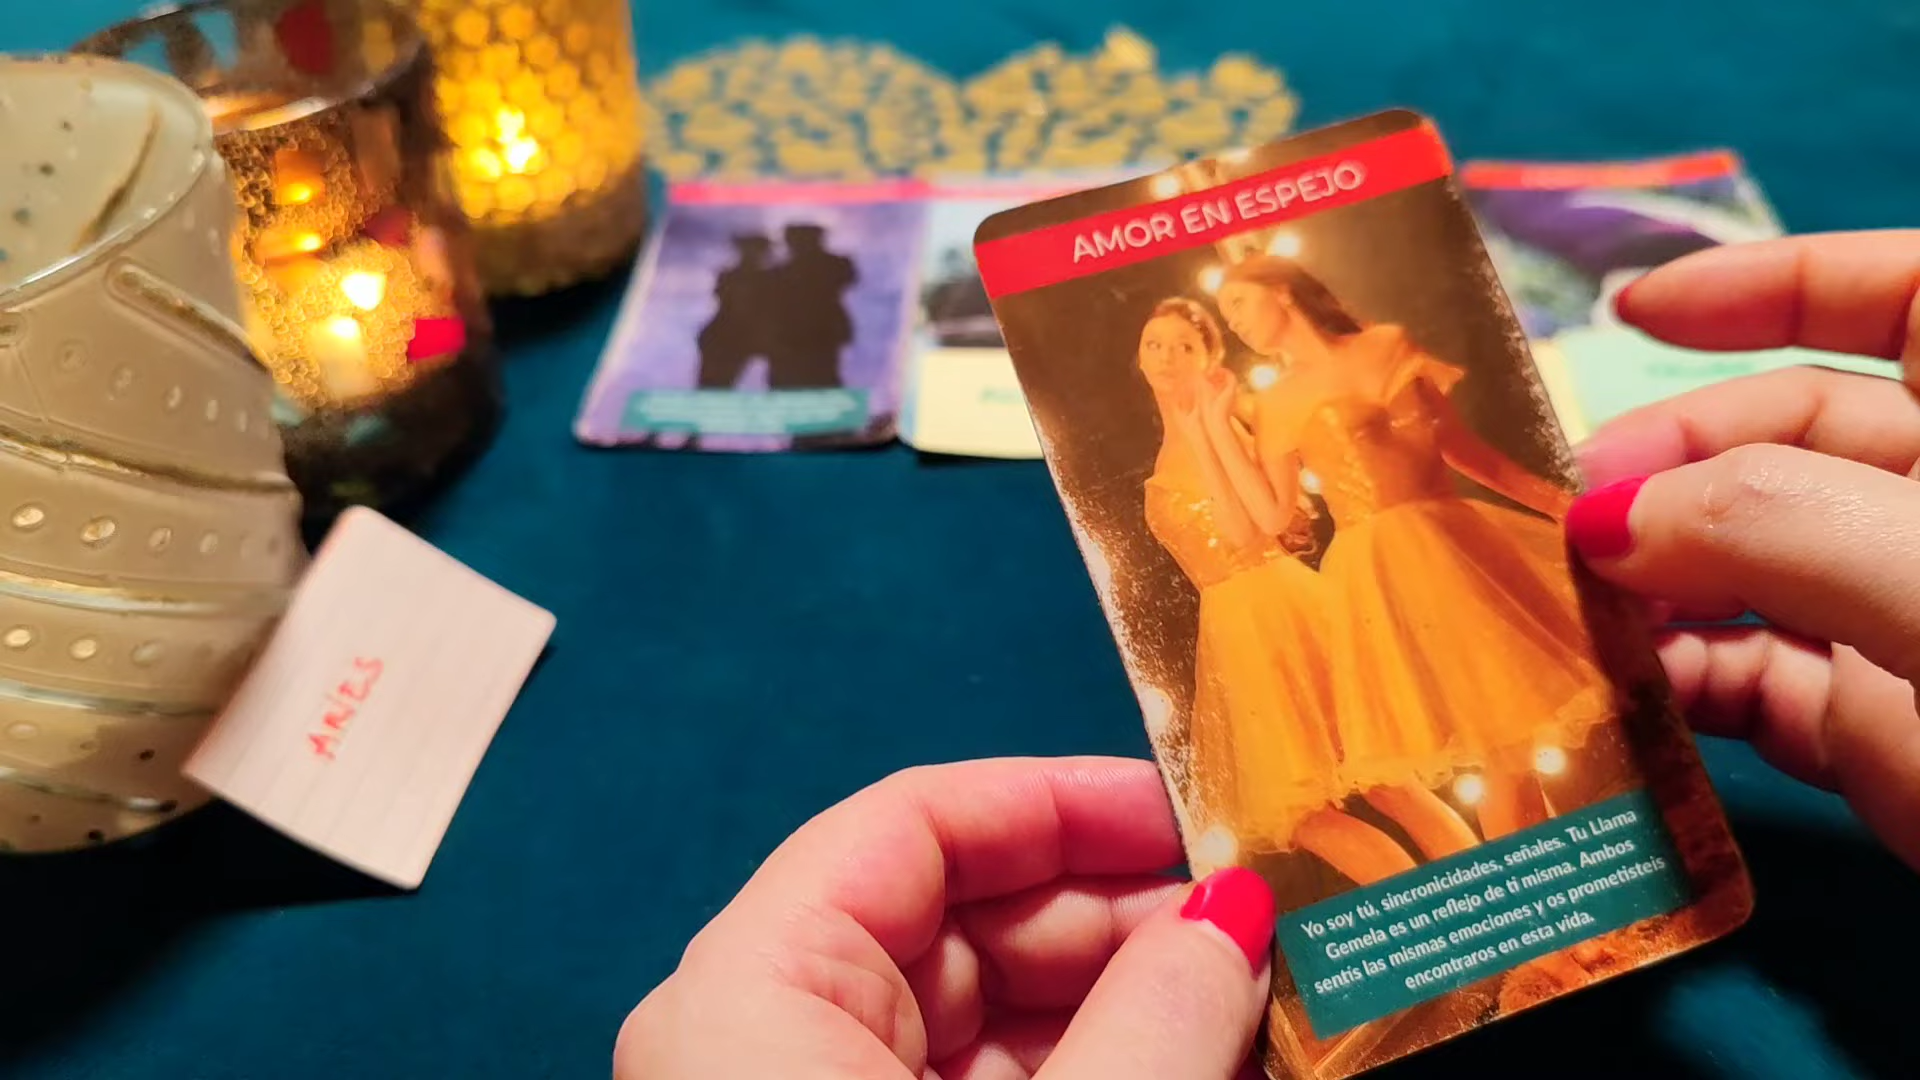 AMOR EN ESPEJO
ARIES
Yo soy tú, sincronicidades, señales. Tu Llama
Gemela es un reflejo de ti misma. Ambos
sentís las mismas emociones y os prometisteis
encontraros en esta vida.